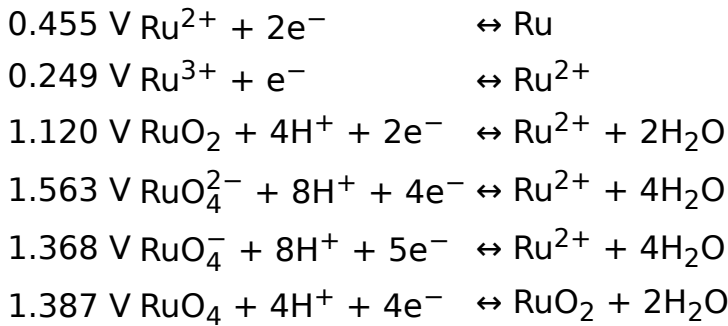 0.455 V Ru²⁺ + 2e⁻ ↔ Ru
0.249 V Ru³⁺ + e⁻ ↔ Ru²⁺
1.120 V RuO₂ + 4H⁺ + 2e⁻ ↔ Ru²⁺ + 2H₂O
1.563 V RuO₄²⁻ + 8H⁺ + 4e⁻ ↔ Ru²⁺ + 4H₂O
1.368 V RuO₄⁻ + 8H⁺ + 5e⁻ ↔ Ru²⁺ + 4H₂O
1.387 V RuO₄ + 4H⁺ + 4e⁻ ↔ RuO₂ + 2H₂O